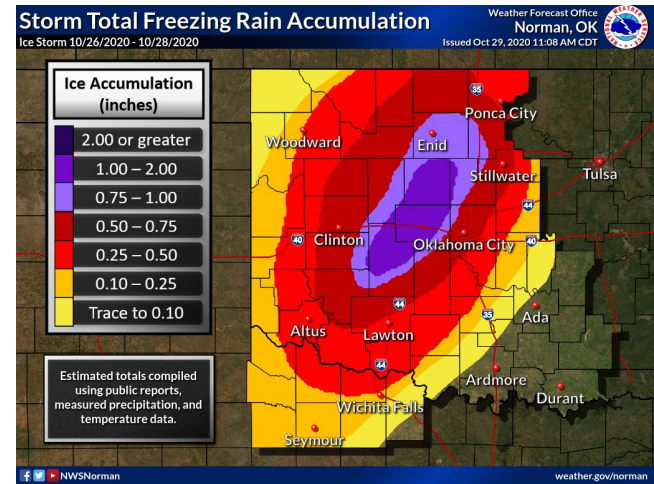 Storm Total Freezing Rain Accumulation
Ice Storm 10/26/2020 - 10/28/2020
Weather Forecast Office
Norman, OK
Issued Oct 29, 2020 11:08 AM CDT
Ice Accumulation
(inches)
2.00 or greater
1.00 – 2.00
0.75 – 1.00
0.50 – 0.75
0.25 – 0.50
0.10 – 0.25
Trace to 0.10
35
Ponca City
Woodward
Enid
Stillwater
Tulsa
44
40
Clinton
Oklahoma City
40
44
35
Ada
Altus
Lawton
44
Ardmore
Durant
Wichita Falls
Seymour
Estimated totals compiled
using public reports,
measured precipitation, and
temperature data.
NWSNorman
weather.gov/norman